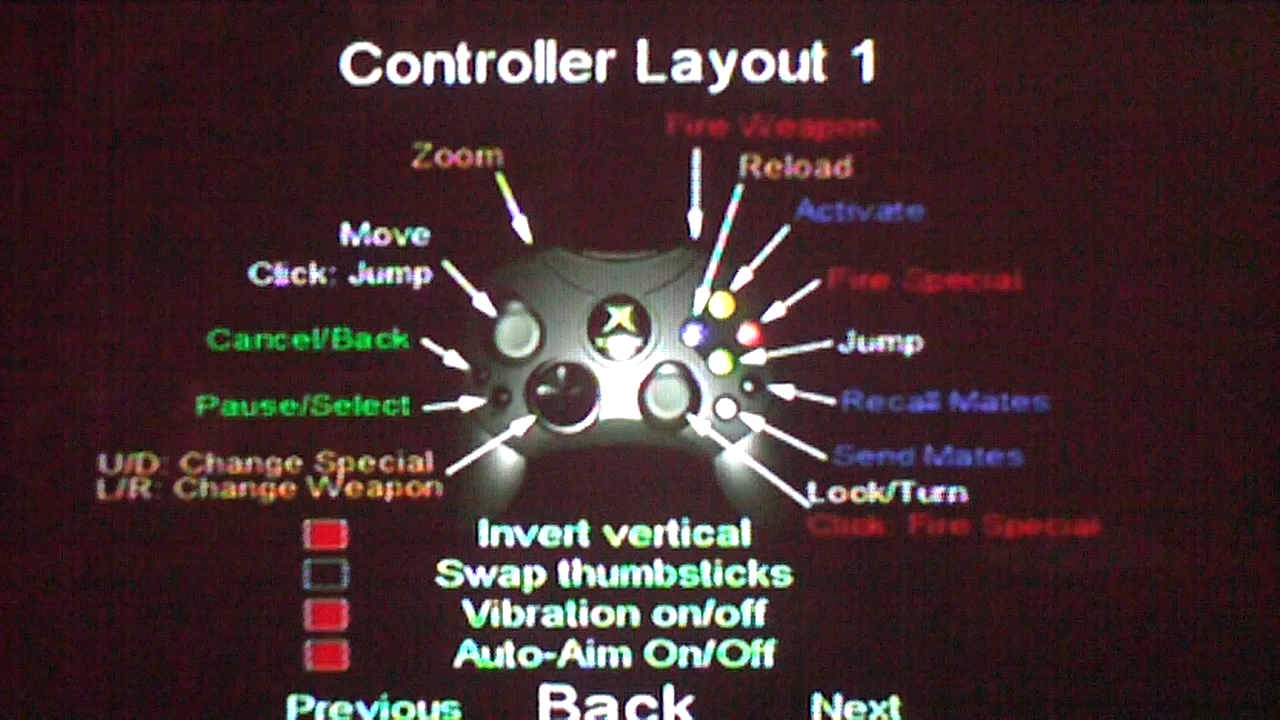 Controller Layout 1
Fire Weapon
Zoom
Reload
Activate
Move
Click: Jump
Fire Special
Cancel/Back
Jump
Pause/Select
Recall Mates
Send Mates
U/D: Change Special
L/R: Change Weapon
Look/Turn
Click: Fire Special
Invert vertical
Swap thumbsticks
Vibration on/off
Auto-Aim On/Off
Previous
Back
Next